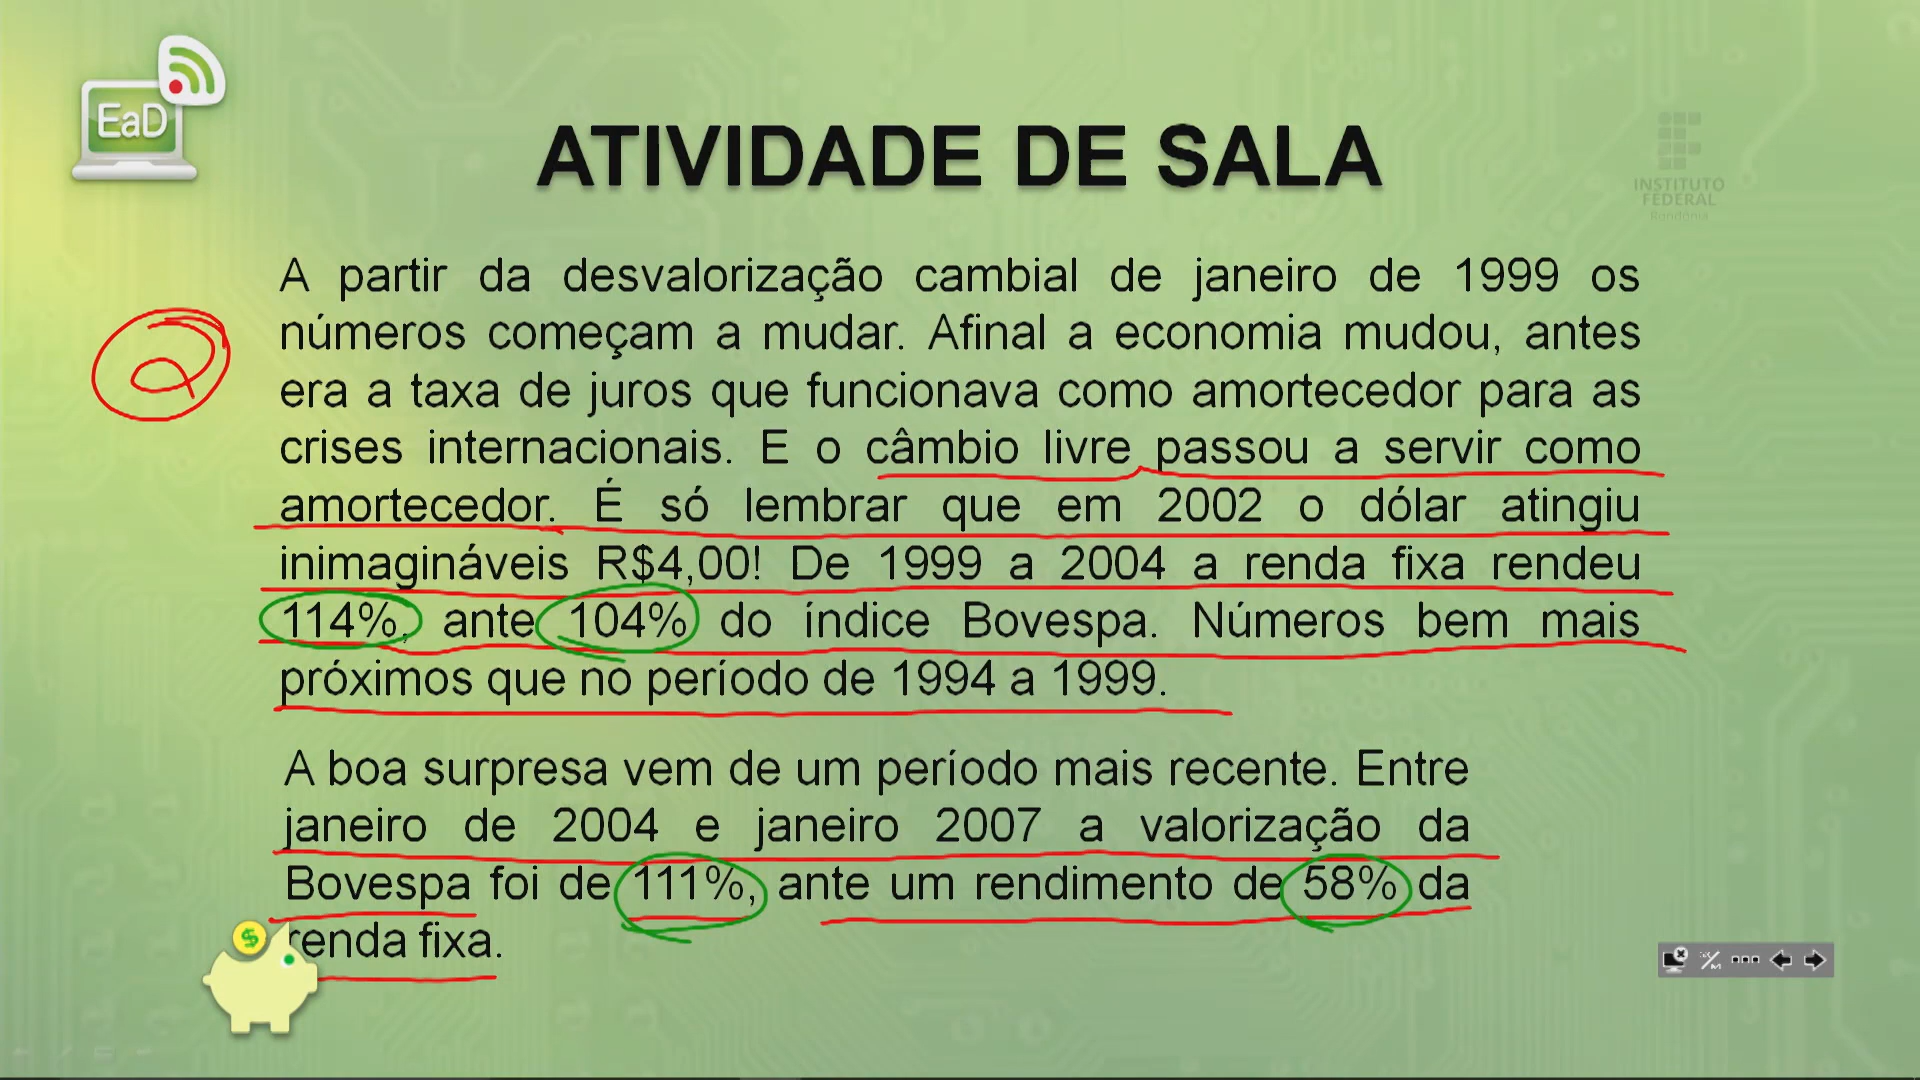 EaD
ATIVIDADE DE SALA
INSTITUTO
FEDERAL
Rondônia
A partir da desvalorização cambial de janeiro de 1999 os
números começam a mudar. Afinal a economia mudou, antes
era a taxa de juros que funcionava como amortecedor para as
crises internacionais. E o câmbio livre passou a servir como
amortecedor. É só lembrar que em 2002 o dólar atingiu
inimagináveis R$4,00! De 1999 a 2004 a renda fixa rendeu
114%, ante 104% do índice Bovespa. Números bem mais
próximos que no período de 1994 a 1999.
2
A boa surpresa vem de um período mais recente. Entre
janeiro de 2004 e janeiro 2007 a valorização da
Bovespa foi de 111%, ante um rendimento de 58% da
renda fixa.
$